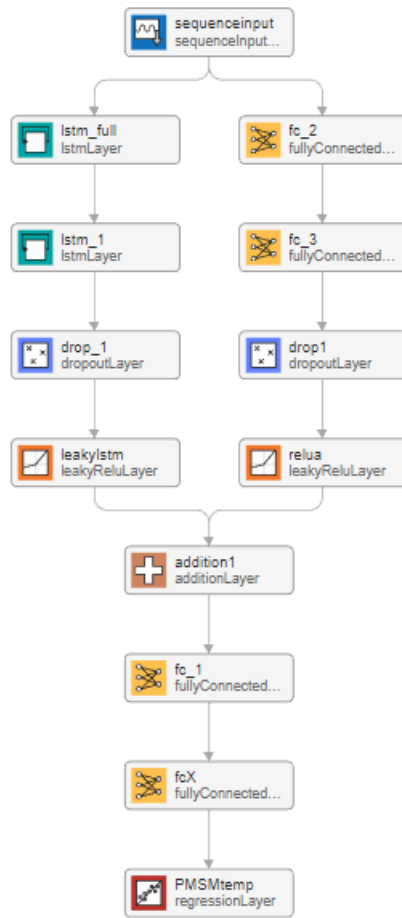 sequenceinput
sequenceInput...
lstm_full
lstmLayer
fc_2
fullyConnected...
lstm_1
lstmLayer
fc_3
fullyConnected...
drop_1
dropoutLayer
drop1
dropoutLayer
leakylstm
leakyReluLayer
relua
leakyReluLayer
addition1
additionLayer
fc_1
fullyConnected...
fcX
fullyConnected...
PMSMtemp
regressionLayer